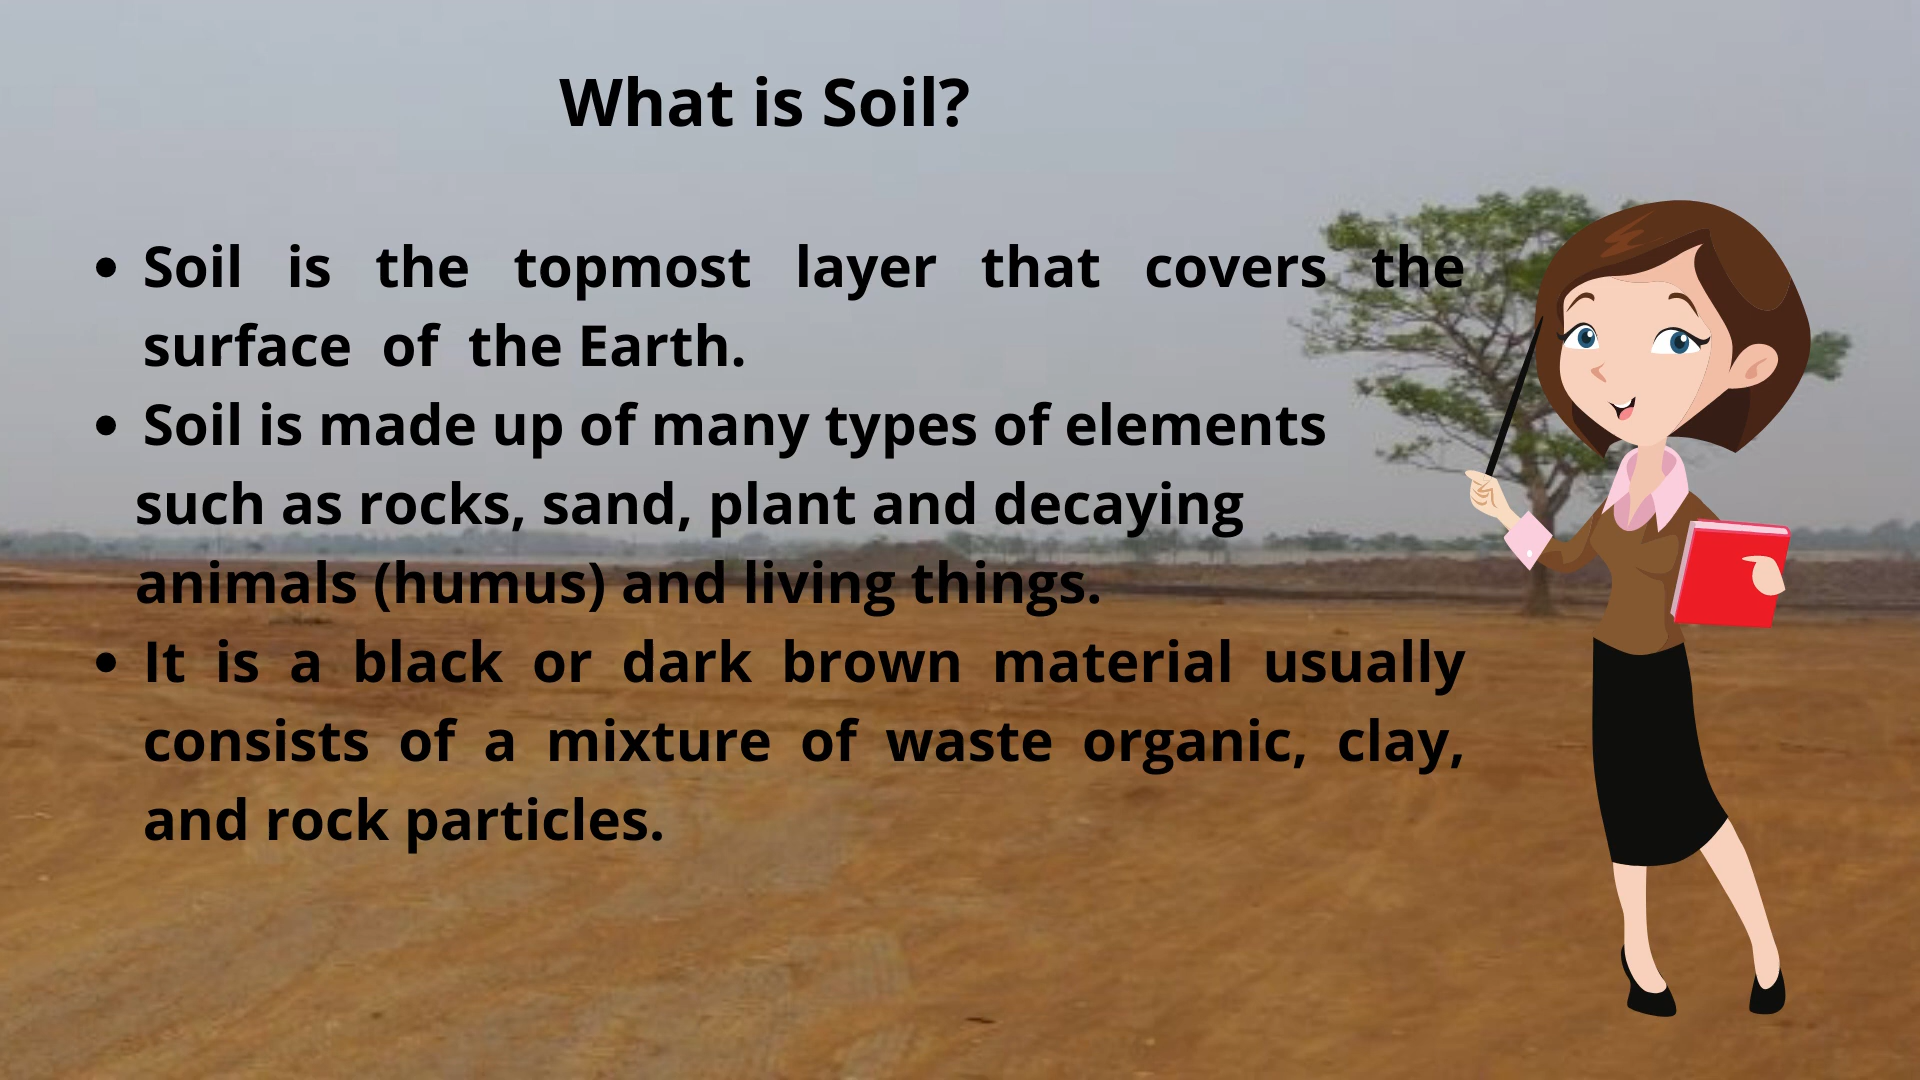 What is Soil?
• Soil is the topmost layer that covers the
surface of the Earth.
• Soil is made up of many types of elements
such as rocks, sand, plant and decaying
animals (humus) and living things.
• It is a black or dark brown material usually
consists of a mixture of waste organic, clay,
and rock particles.